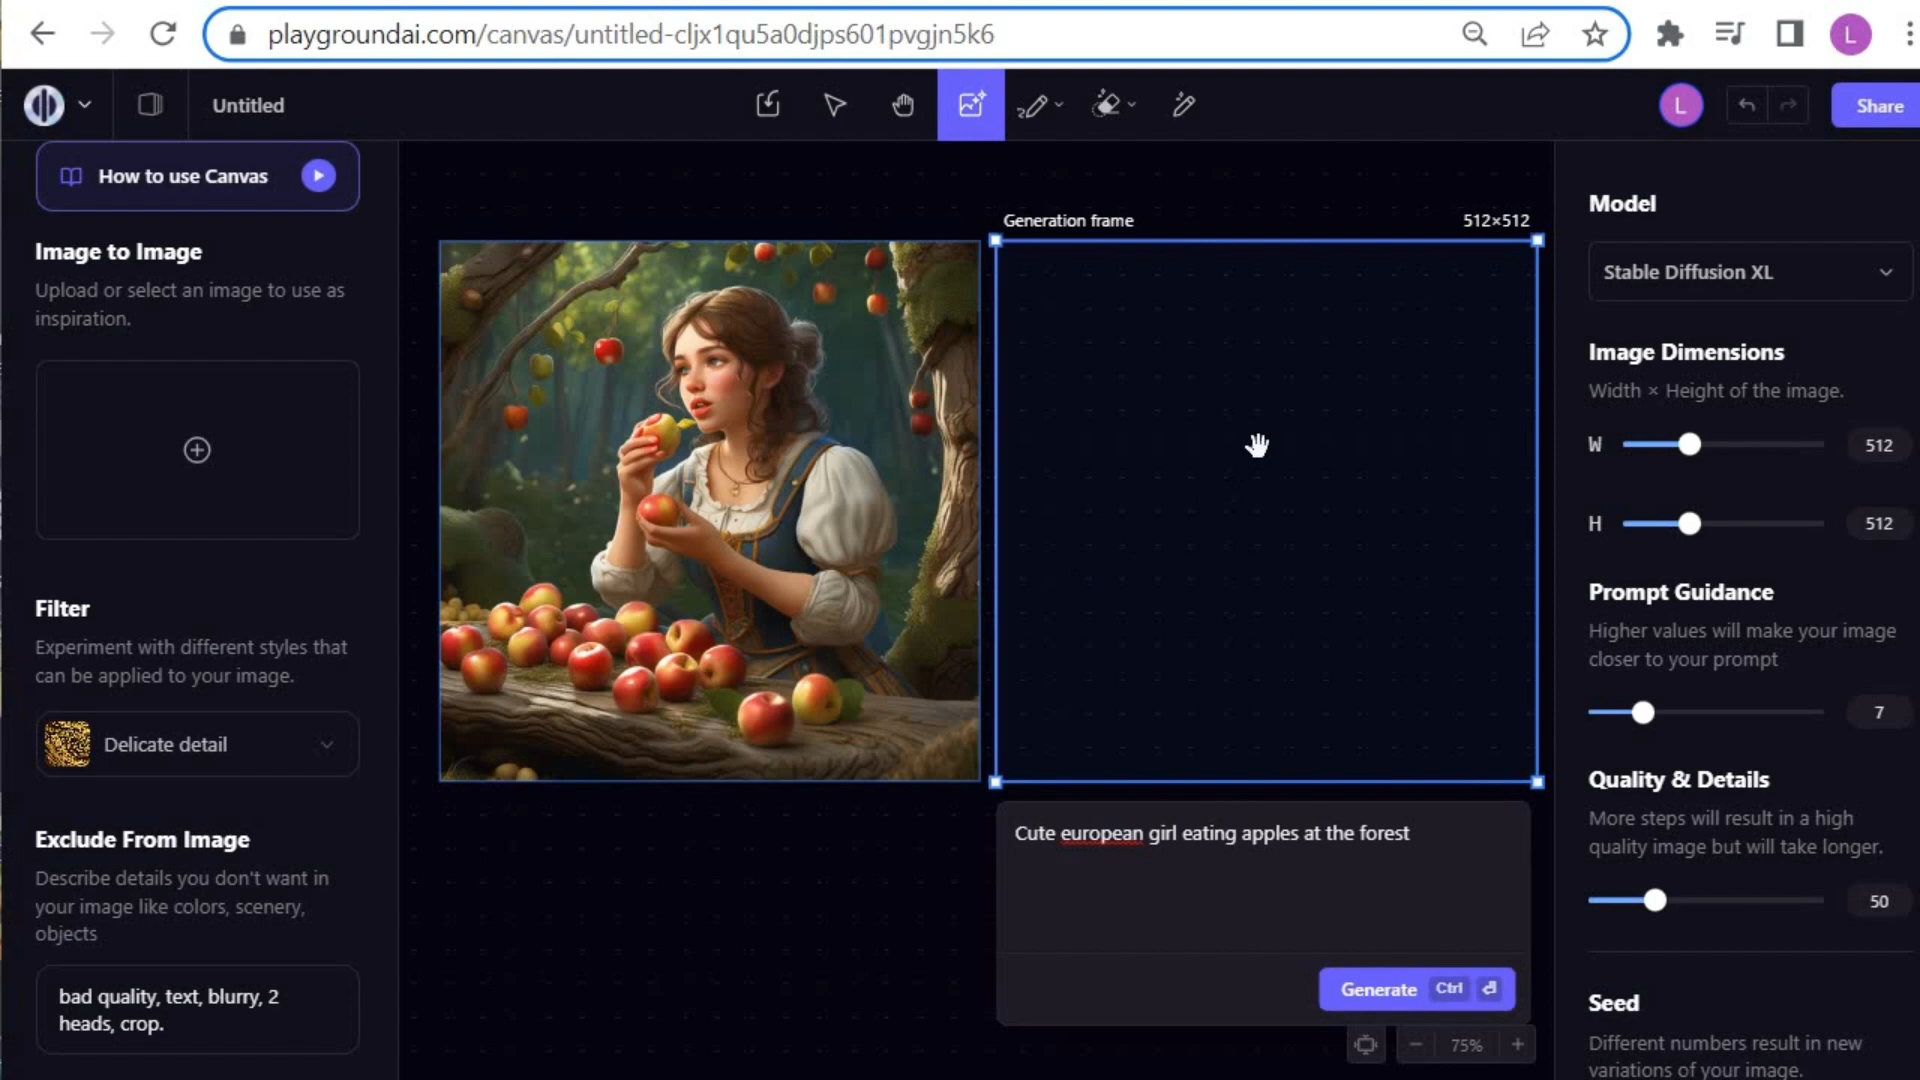 playgroundai.com/canvas/untitled-cljx1qu5a0djps601pvgjn5k6
L
Untitled
L
Share
How to use Canvas
Image to Image
Upload or select an image to use as
inspiration.
Filter
Experiment with different styles that
can be applied to your image.
Delicate detail
Exclude From Image
Describe details you don't want in
your image like colors, scenery,
objects
bad quality, text, blurry, 2
heads, crop.
Generation frame
512×512
Cute european girl eating apples at the forest
Generate Ctrl
75%
Model
Stable Diffusion XL
Image Dimensions
Width × Height of the image.
W
512
H
512
Prompt Guidance
Higher values will make your image
closer to your prompt
7
Quality & Details
More steps will result in a high
quality image but will take longer.
50
Seed
Different numbers result in new
variations of your image.